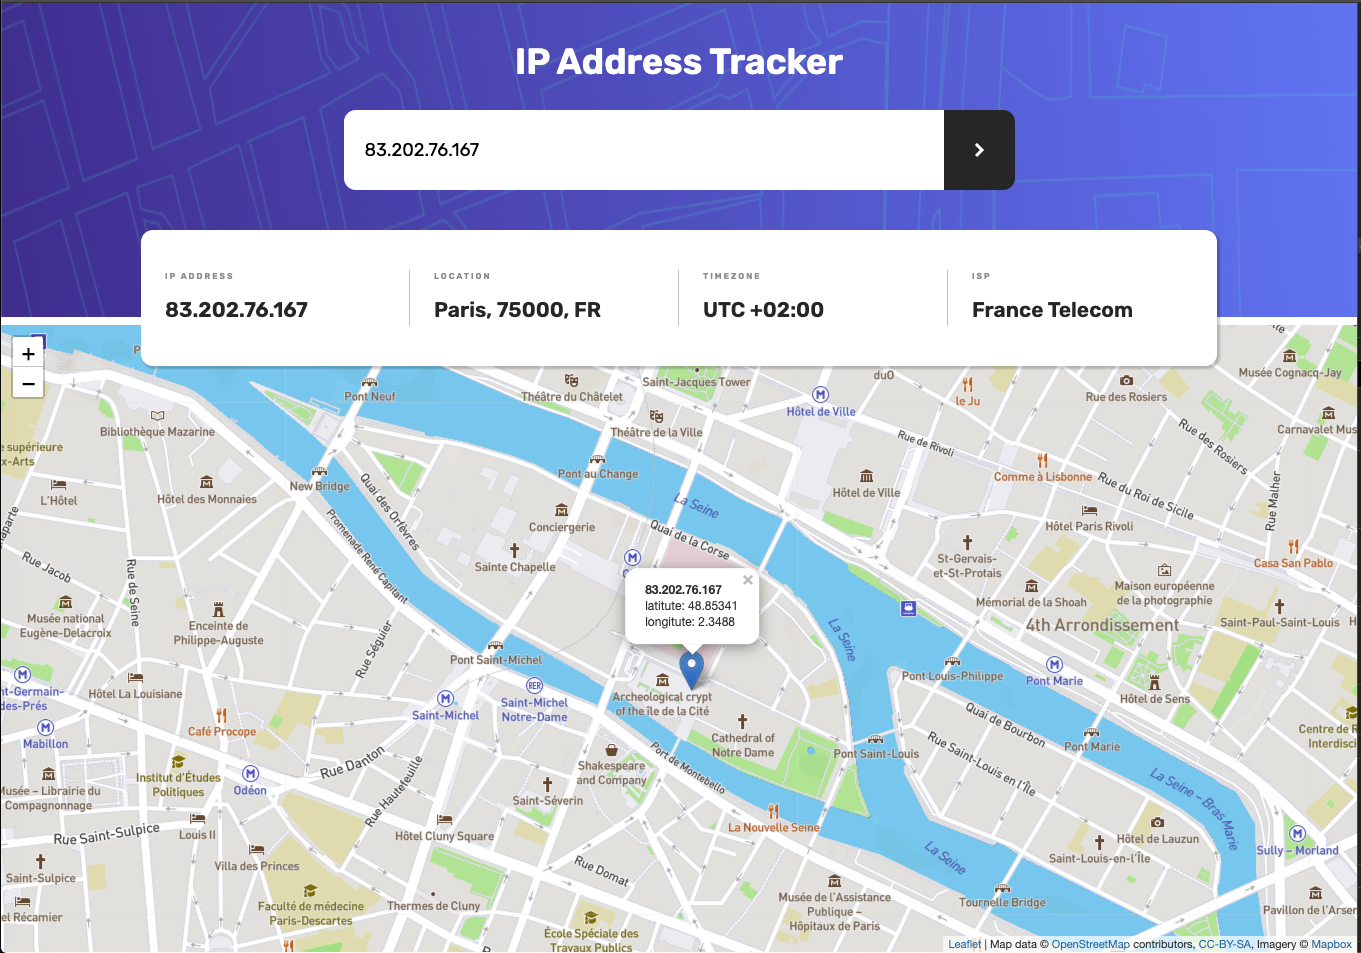 IP Address Tracker
83.202.76.167
IP ADDRESS
83.202.76.167
LOCATION
Paris, 75000, FR
TIMEZONE
UTC +02:00
ISP
France Telecom
+
−
Pont Neuf
Théâtre du Châtelet
Saint-Jacques Tower
duO
le Ju
Rue des Rosiers
Musée Cognacq-Jay
Hôtel de Ville
Bibliothèque Mazarine
Théâtre de la Ville
Rue de Rivoli
Rue des Rosiers
Carnavalet Mus
e supérieure
x-Arts
L'Hôtel
Hôtel des Monnaies
New Bridge
Quai des Orfèvres
Pont au Change
La Seine
Hôtel de Ville
Comme à Lisbonne
Rue du Roi de Sicile
Rue Malher
Hôtel Paris Rivoli
Conciergerie
Quai de la Corse
Promenade René Capitant
Sainte Chapelle
St-Gervais-
et-St-Protais
Casa San Pablo
Rue Jacob
Rue de Seine
Maison européenne
de la photographie
Mémorial de la Shoah
83.202.76.167
latitute: 48.85341
longitute: 2.3488
×
Musée national
Eugène-Delacroix
Enceinte de
Philippe-Auguste
Rue Séguier
La Seine
4th Arrondissement
Saint-Paul-Saint-Louis
Pont Saint-Michel
Pont Louis-Philippe
Pont Marie
nt-Germain-
des-Prés
Hôtel La Louisiane
RER
Saint-Michel
Saint-Michel
Notre-Dame
Archeological crypt
of the île de la Cité
Hôtel de Sens
Café Procope
Mabillon
Cathedral of
Notre Dame
Pont Saint-Louis
Quai de Bourbon
Pont Marie
Centre de R
Interdisci
Rue Danton
Port de Montebello
Rue Saint-Louis en l'Île
Institut d'Études
Politiques
Odéon
Rue Hautefeuille
Shakespeare
and Company
La Seine – Bras Marie
Musée – Librairie du
Compagnonnage
Saint-Séverin
La Nouvelle Seine
Rue Saint-Sulpice
Louis II
Hôtel Cluny Square
Hôtel de Lauzun
Sully – Morland
Saint-Louis-en-l'Île
La Seine
Villa des Princes
Rue Domat
Saint-Sulpice
el Récamier
Faculté de médecine
Paris-Descartes
Thermes de Cluny
Musée de l'Assistance
Publique –
Hôpitaux de Paris
Tournelle Bridge
Pavillon de l'Arsen
École Spéciale des
Travaux Publics
Leaflet | Map data © OpenStreetMap contributors, CC-BY-SA, Imagery © Mapbox